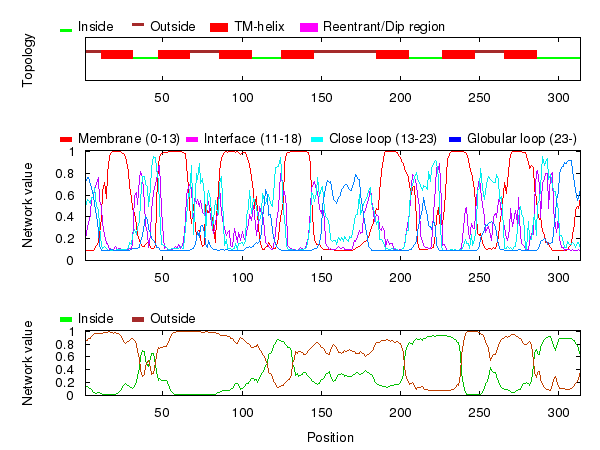 Inside Outside TM-helix Reentrant/Dip region
Topology
50 100 150 200 250 300
Membrane (0-13) Interface (11-18) Close loop (13-23) Globular loop (23-)
Network value
1
0.8
0.6
0.4
0.2
0
50 100 150 200 250 300
Inside Outside
Network value
1
0.8
0.6
0.4
0.2
0
50 100 150 200 250 300
Position